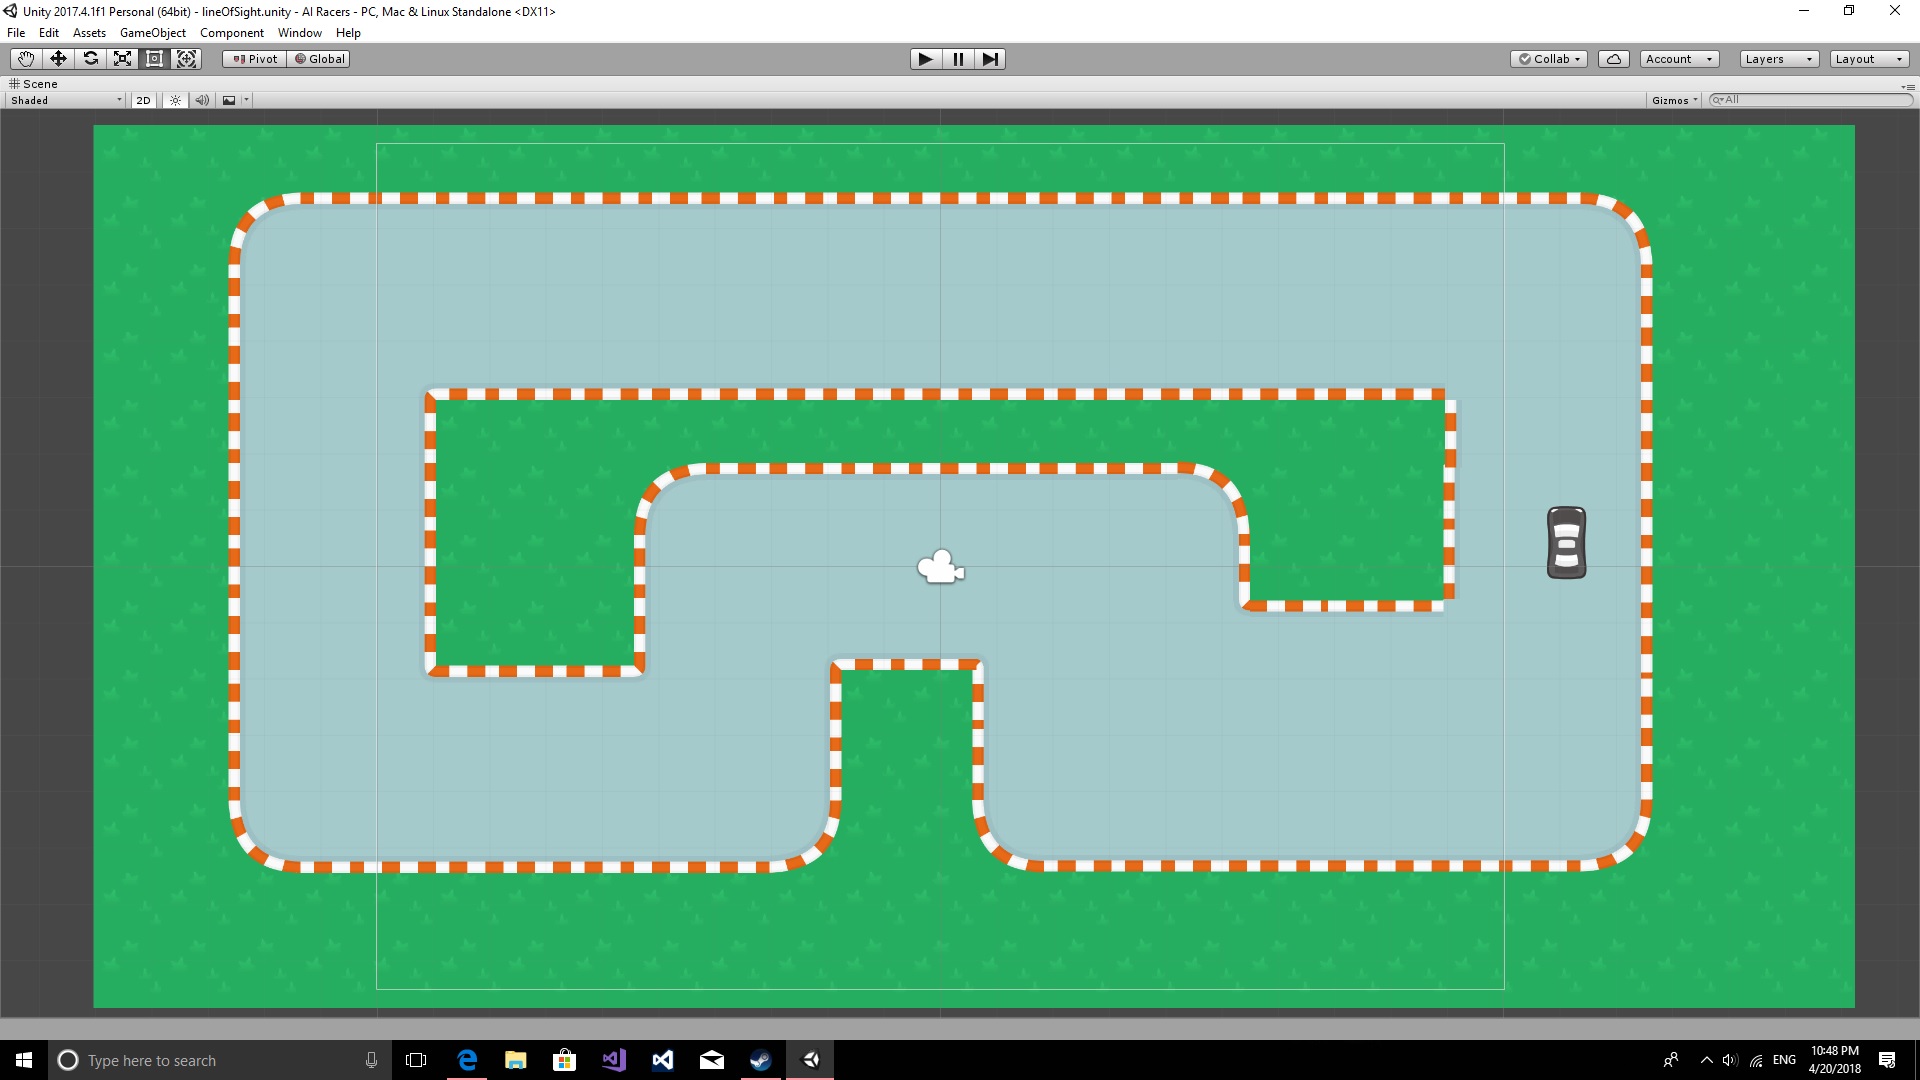 Unity 2017.4.1f1 Personal (64bit) - lineOfSight.unity - AI Racers - PC, Mac & Linux Standalone <DX11>
File Edit Assets GameObject Component Window Help
Pivot Global Collab Account Layers Layout
Scene
Shaded 2D Gizmos All
Type here to search
ENG
10:48 PM
4/20/2018